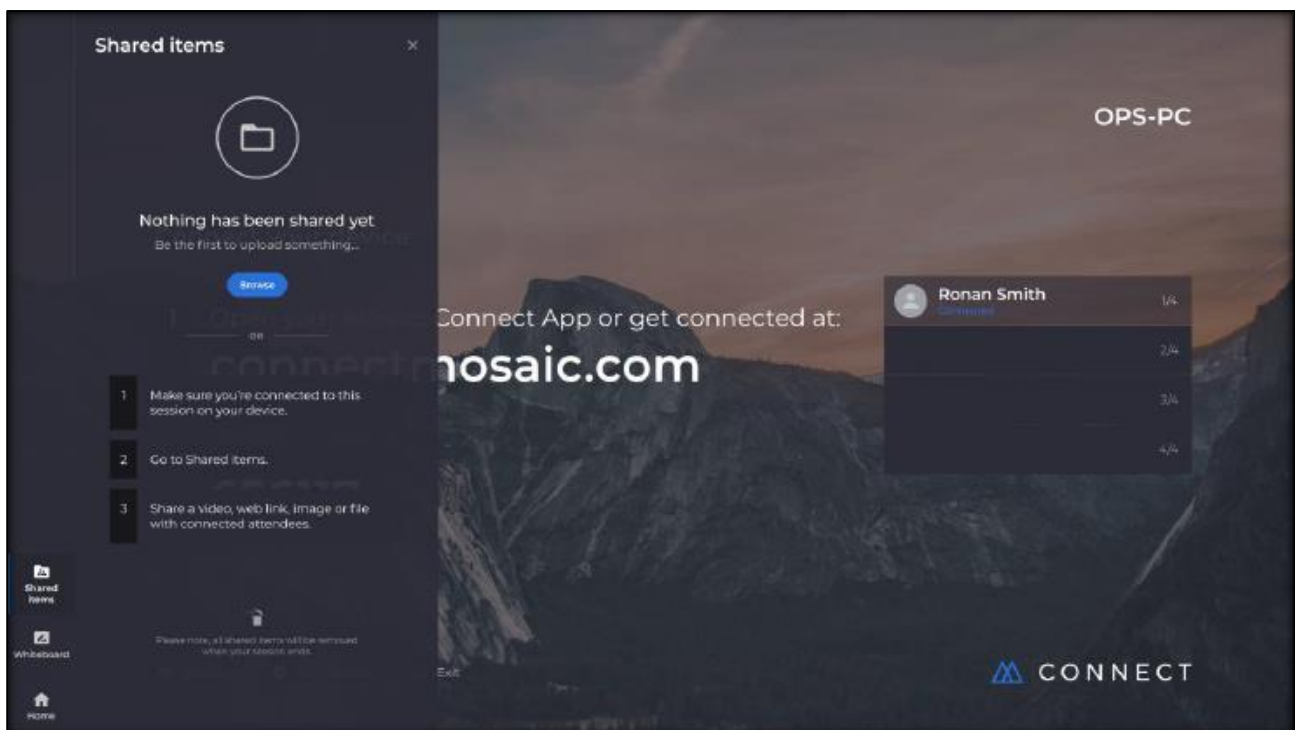 Shared items
Nothing has been shared yet
Be the first to upload something...
Browse
OR
1 Make sure you're connected to this
session on your device.
2 Go to Shared items.
3 Share a video, web link, image or file
with connected attendees.
Please note, all shared items will be removed
when your session ends.
Shared
items
Whiteboard
Home
Connect App or get connected at:
connectmosaic.com
Exit
OPS-PC
Ronan Smith 1/4
Connected
2/4
3/4
4/4
CONNECT